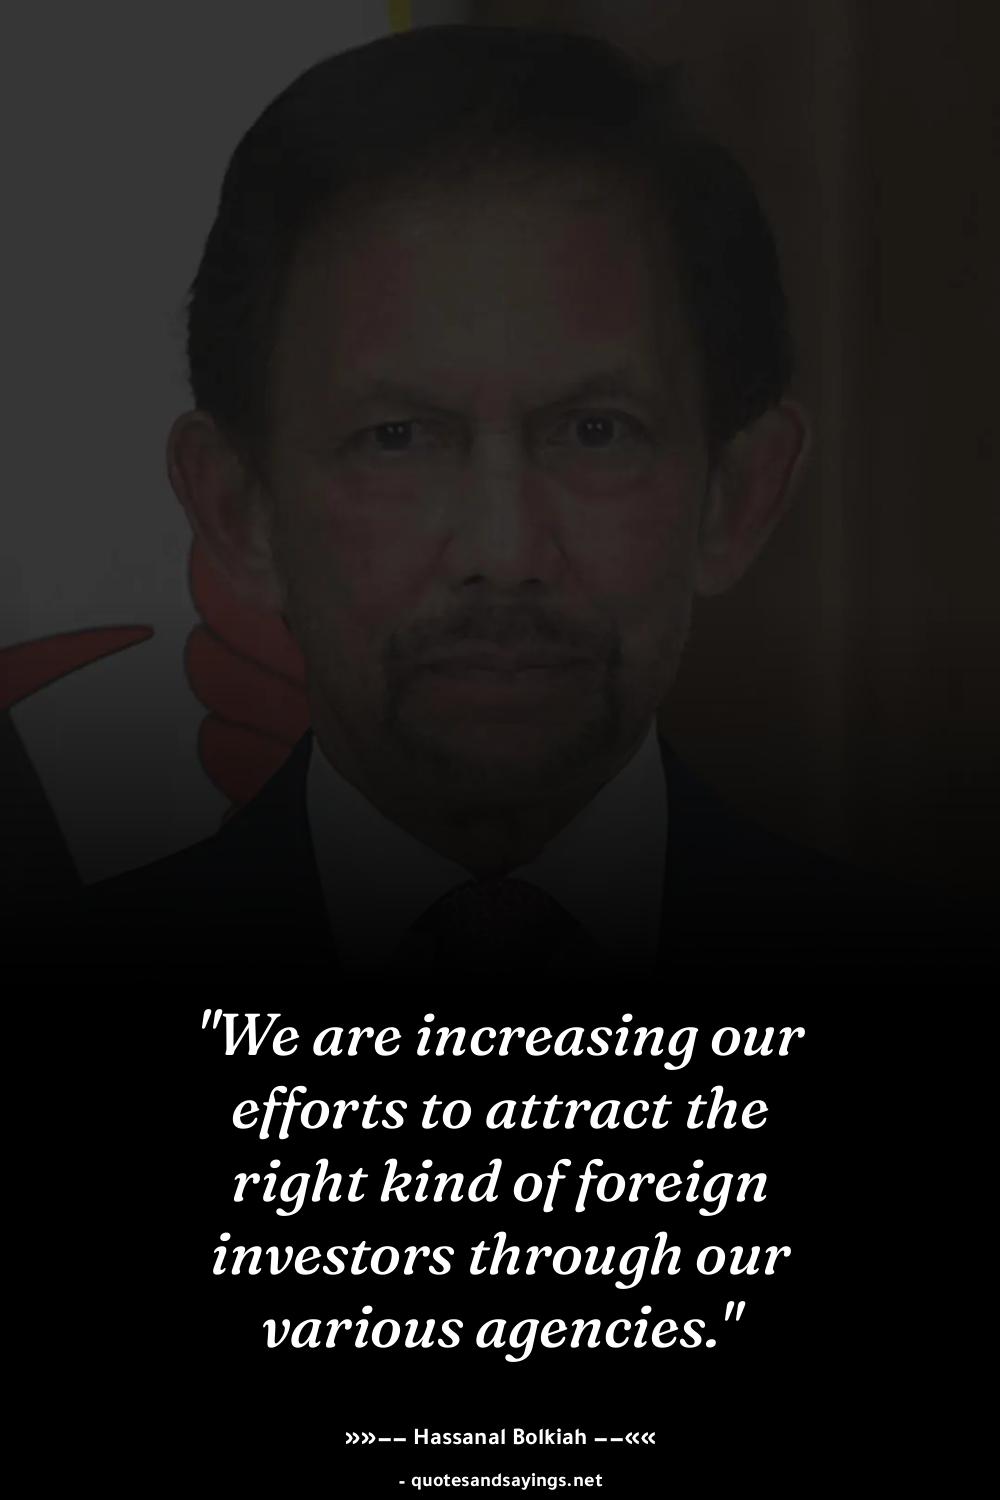 "We are increasing our
efforts to attract the
right kind of foreign
investors through our
various agencies."
»»–– Hassanal Bolkiah ––««
- quotesandsayings.net